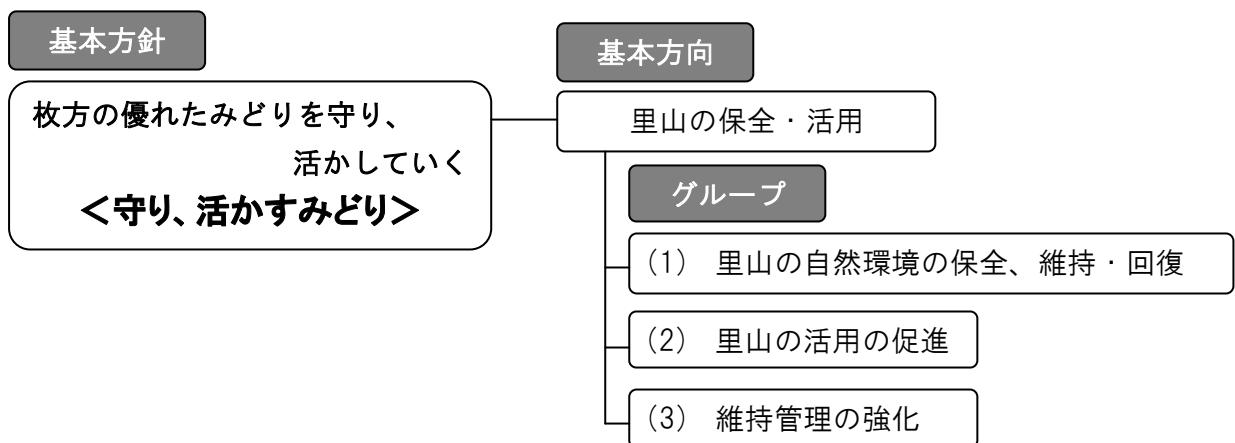 基本方針
枚方の優れたみどりを守り、
活かしていく
＜守り、活かすみどり＞
基本方向
里山の保全・活用
グループ
(1) 里山の自然環境の保全、維持・回復
(2) 里山の活用の促進
(3) 維持管理の強化